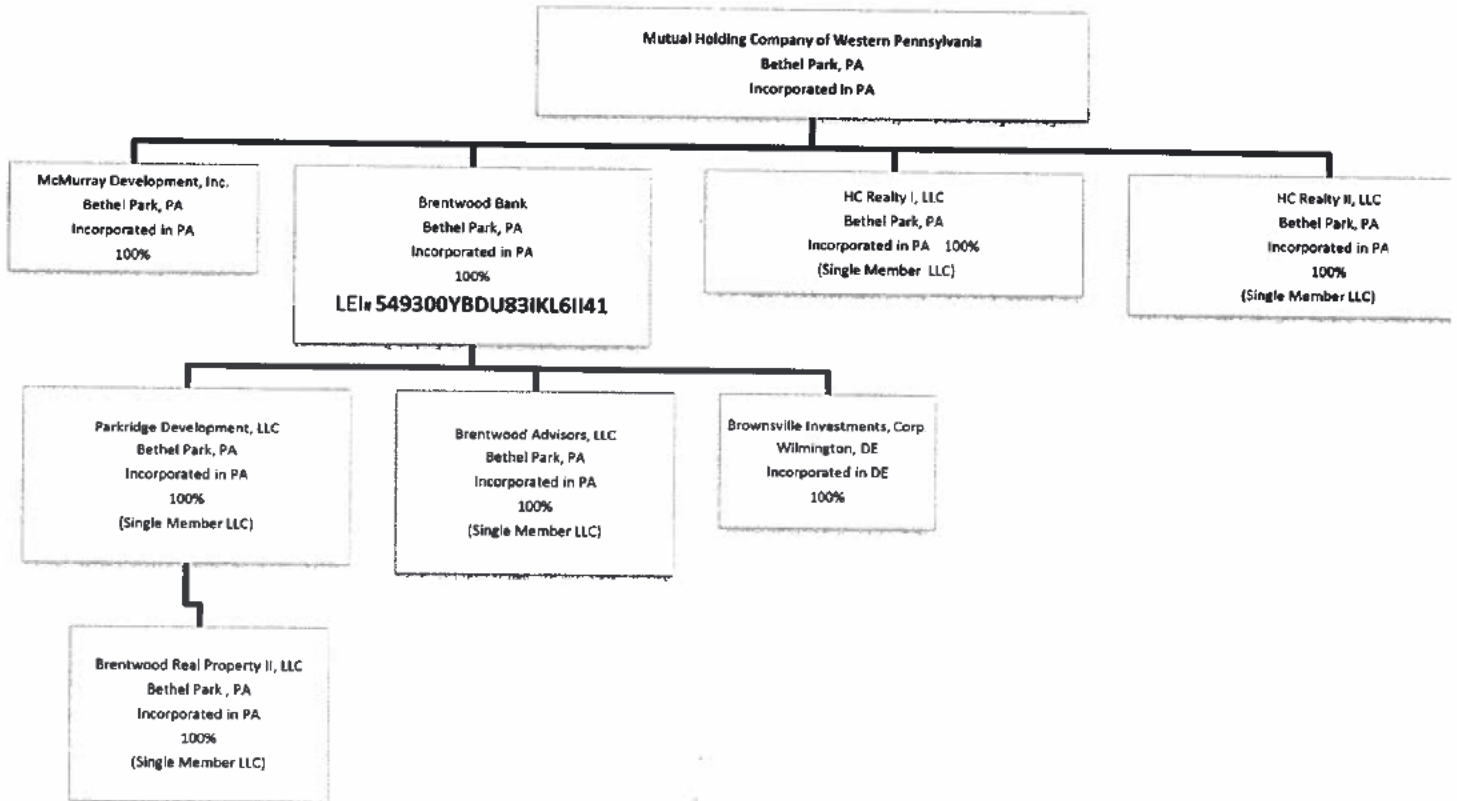 Mutual Holding Company of Western Pennsylvania
Bethel Park, PA
Incorporated in PA
McMurray Development, Inc.
Bethel Park, PA
Incorporated in PA
100%
Brentwood Bank
Bethel Park, PA
Incorporated in PA
100%
LEI# 549300YBDU83IKL6II41
HC Realty I, LLC
Bethel Park, PA
Incorporated in PA 100%
(Single Member LLC)
HC Realty II, LLC
Bethel Park, PA
Incorporated in PA
100%
(Single Member LLC)
Parkridge Development, LLC
Bethel Park, PA
Incorporated in PA
100%
(Single Member LLC)
Brentwood Advisors, LLC
Bethel Park, PA
Incorporated in PA
100%
(Single Member LLC)
Brownsville Investments, Corp
Wilmington, DE
Incorporated in DE
100%
Brentwood Real Property II, LLC
Bethel Park , PA
Incorporated in PA
100%
(Single Member LLC)